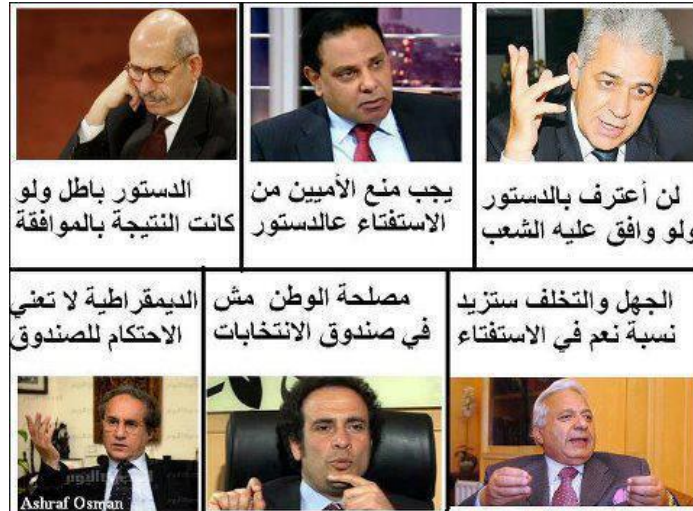 لن أعترف بالدستور
ولو وافق عليه الشعب
يجب منع الأميين من
الاستفتاء عالدستور
الدستور باطل ولو
كانت النتيجة بالموافقة
الجهل والتخلف ستزيد
نسبة نعم في الاستفتاء
مصلحة الوطن مش
في صندوق الانتخابات
الديمقراطية لا تعني
الاحتكام للصندوق
Ashraf Osman